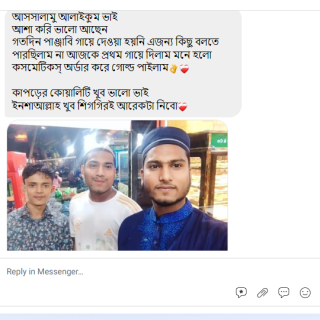 আসসালামু আলাইকুম ভাই
আশা করি ভালো আছেন
গতদিন পাঞ্জাবি গায়ে দেওয়া হয়নি এজন্য কিছু বলতে
পারছিলাম না আজকে প্রথম গায়ে দিলাম মনে হলো
কসমেটিকস্ অর্ডার করে গোল্ড পাইলাম✌️❤️‍🩹
কাপড়ের কোয়ালিটি খুব ভালো ভাই
ইনশাআল্লাহ খুব শিগগিরই আরেকটা নিবো❤️‍🩹
Reply in Messenger...